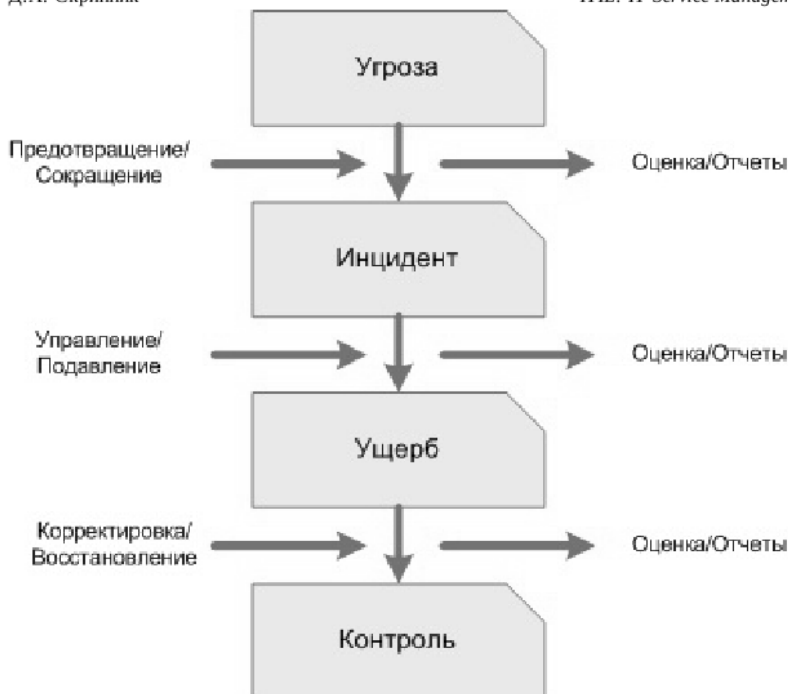 Угроза
Предотвращение/
Сокращение
Оценка/Отчеты
Инцидент
Управление/
Подавление
Оценка/Отчеты
Ущерб
Корректировка/
Восстановление
Оценка/Отчеты
Контроль